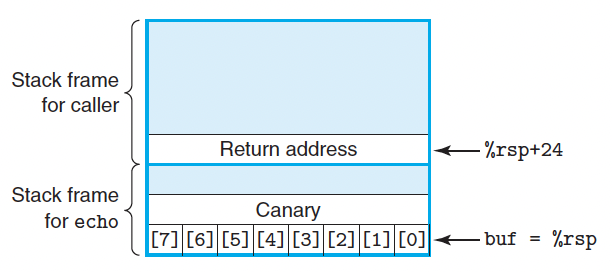 Stack frame
for caller
Return address
%rsp+24
Stack frame
for echo
Canary
[7] [6] [5] [4] [3] [2] [1] [0]
buf = %rsp